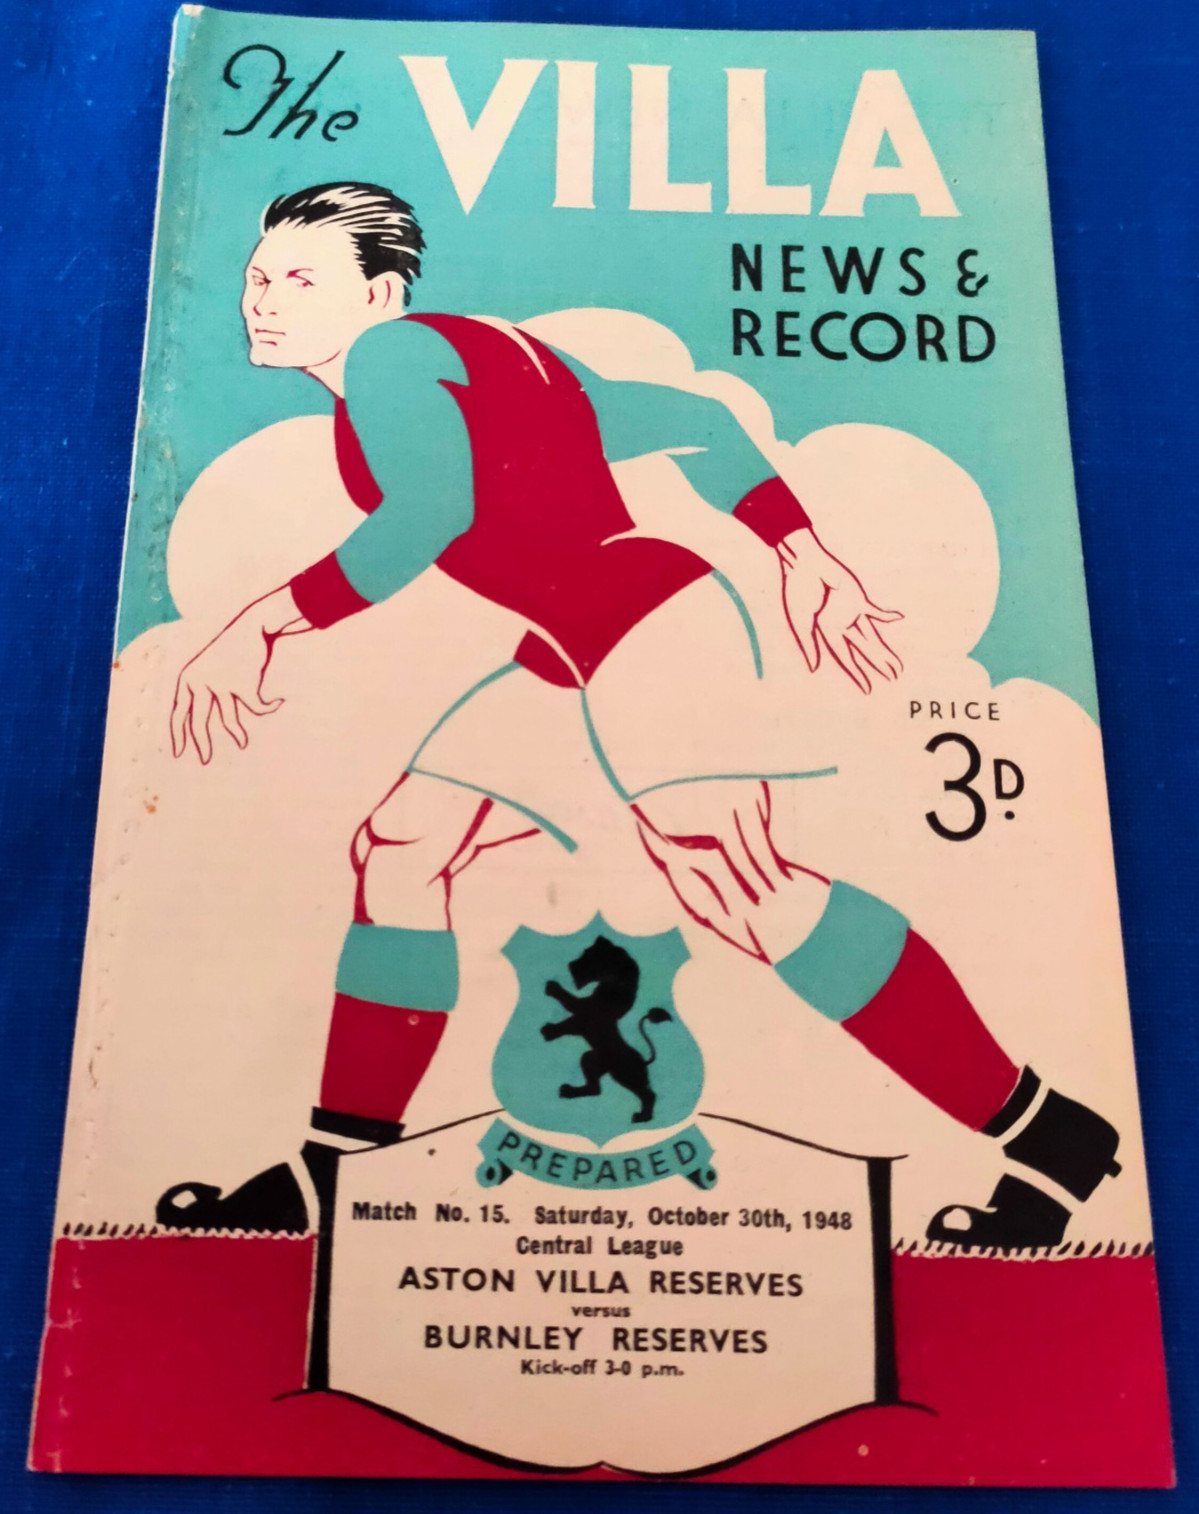 The VILLA
NEWS &
RECORD
PRICE
3D.
PREPARED
Match No. 15. Saturday, October 30th, 1948
Central League
ASTON VILLA RESERVES
versus
BURNLEY RESERVES
Kick-off 3-0 p.m.